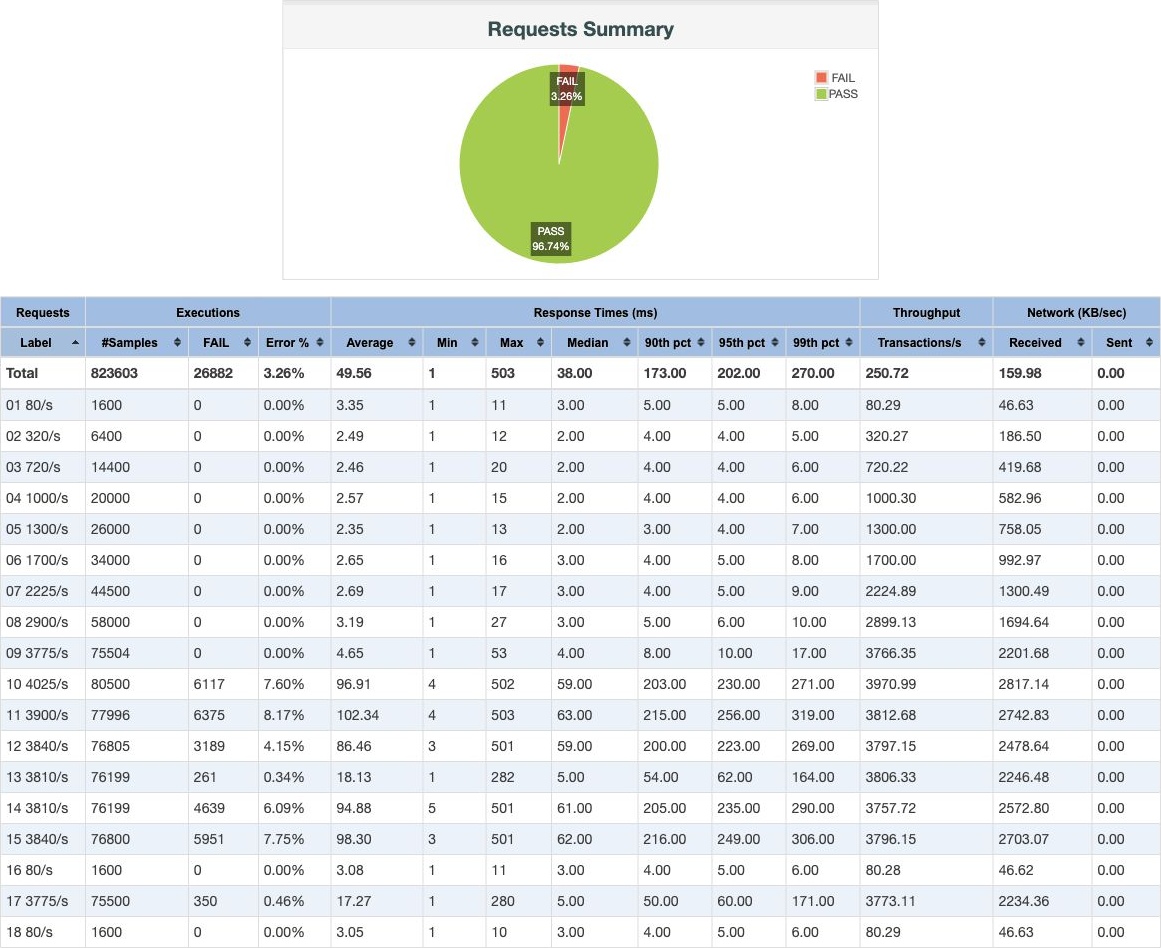 Requests Summary
FAIL
3.26%
FAIL
PASS
PASS
96.74%
Requests Executions Response Times (ms) Throughput Network (KB/sec)
Label #Samples FAIL Error % Average Min Max Median 90th pct 95th pct 99th pct Transactions/s Received Sent
Total 823603 26882 3.26% 49.56 1 503 38.00 173.00 202.00 270.00 250.72 159.98 0.00
01 80/s 1600 0 0.00% 3.35 1 11 3.00 5.00 5.00 8.00 80.29 46.63 0.00
02 320/s 6400 0 0.00% 2.49 1 12 2.00 4.00 4.00 5.00 320.27 186.50 0.00
03 720/s 14400 0 0.00% 2.46 1 20 2.00 4.00 4.00 6.00 720.22 419.68 0.00
04 1000/s 20000 0 0.00% 2.57 1 15 2.00 4.00 4.00 6.00 1000.30 582.96 0.00
05 1300/s 26000 0 0.00% 2.35 1 13 2.00 3.00 4.00 7.00 1300.00 758.05 0.00
06 1700/s 34000 0 0.00% 2.65 1 16 3.00 4.00 5.00 8.00 1700.00 992.97 0.00
07 2225/s 44500 0 0.00% 2.69 1 17 3.00 4.00 5.00 9.00 2224.89 1300.49 0.00
08 2900/s 58000 0 0.00% 3.19 1 27 3.00 5.00 6.00 10.00 2899.13 1694.64 0.00
09 3775/s 75504 0 0.00% 4.65 1 53 4.00 8.00 10.00 17.00 3766.35 2201.68 0.00
10 4025/s 80500 6117 7.60% 96.91 4 502 59.00 203.00 230.00 271.00 3970.99 2817.14 0.00
11 3900/s 77996 6375 8.17% 102.34 4 503 63.00 215.00 256.00 319.00 3812.68 2742.83 0.00
12 3840/s 76805 3189 4.15% 86.46 3 501 59.00 200.00 223.00 269.00 3797.15 2478.64 0.00
13 3810/s 76199 261 0.34% 18.13 1 282 5.00 54.00 62.00 164.00 3806.33 2246.48 0.00
14 3810/s 76199 4639 6.09% 94.88 5 501 61.00 205.00 235.00 290.00 3757.72 2572.80 0.00
15 3840/s 76800 5951 7.75% 98.30 3 501 62.00 216.00 249.00 306.00 3796.15 2703.07 0.00
16 80/s 1600 0 0.00% 3.08 1 11 3.00 4.00 5.00 6.00 80.28 46.62 0.00
17 3775/s 75500 350 0.46% 17.27 1 280 5.00 50.00 60.00 171.00 3773.11 2234.36 0.00
18 80/s 1600 0 0.00% 3.05 1 10 3.00 4.00 5.00 6.00 80.29 46.63 0.00